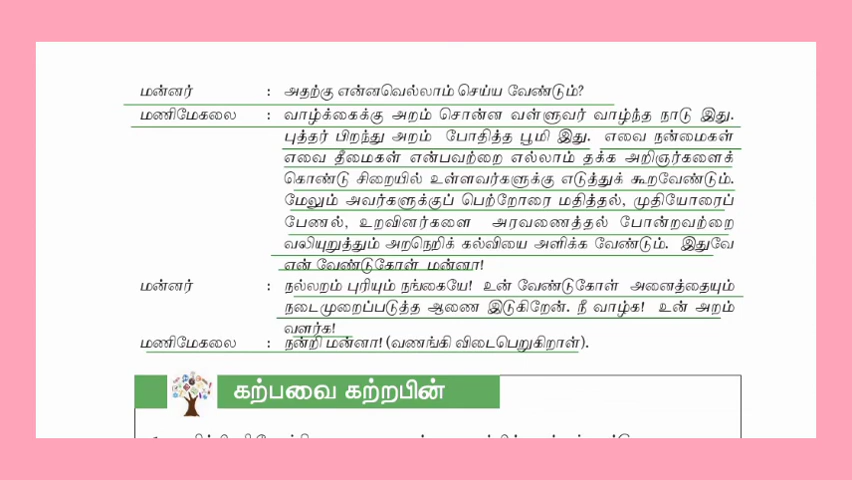 மன்னர் : அதற்கு என்னவெல்லாம் செய்ய வேண்டும்?
மணிமேகலை : வாழ்க்கைக்கு அறம் சொன்ன வள்ளுவர் வாழ்ந்த நாடு இது.
புத்தர் பிறந்து அறம் போதித்த பூமி இது. எவை நன்மைகள்
எவை தீமைகள் என்பவற்றை எல்லாம் தக்க அறிஞர்களைக்
கொண்டு சிறையில் உள்ளவர்களுக்கு எடுத்துக் கூறவேண்டும்.
மேலும் அவர்களுக்குப் பெற்றோரை மதித்தல், முதியோரைப்
பேணல், உறவினர்களை அரவணைத்தல் போன்றவற்றை
வலியுறுத்தும் அறநெறிக் கல்வியை அளிக்க வேண்டும். இதுவே
என் வேண்டுகோள் மன்னா!
மன்னர் : நல்லறம் புரியும் நங்கையே! உன் வேண்டுகோள் அனைத்தையும்
நடைமுறைப்படுத்த ஆணை இடுகிறேன். நீ வாழ்க! உன் அறம்
வளர்க!
மணிமேகலை : நன்றி மன்னா! (வணங்கி விடைபெறுகிறாள்).
கற்பவை கற்றபின்